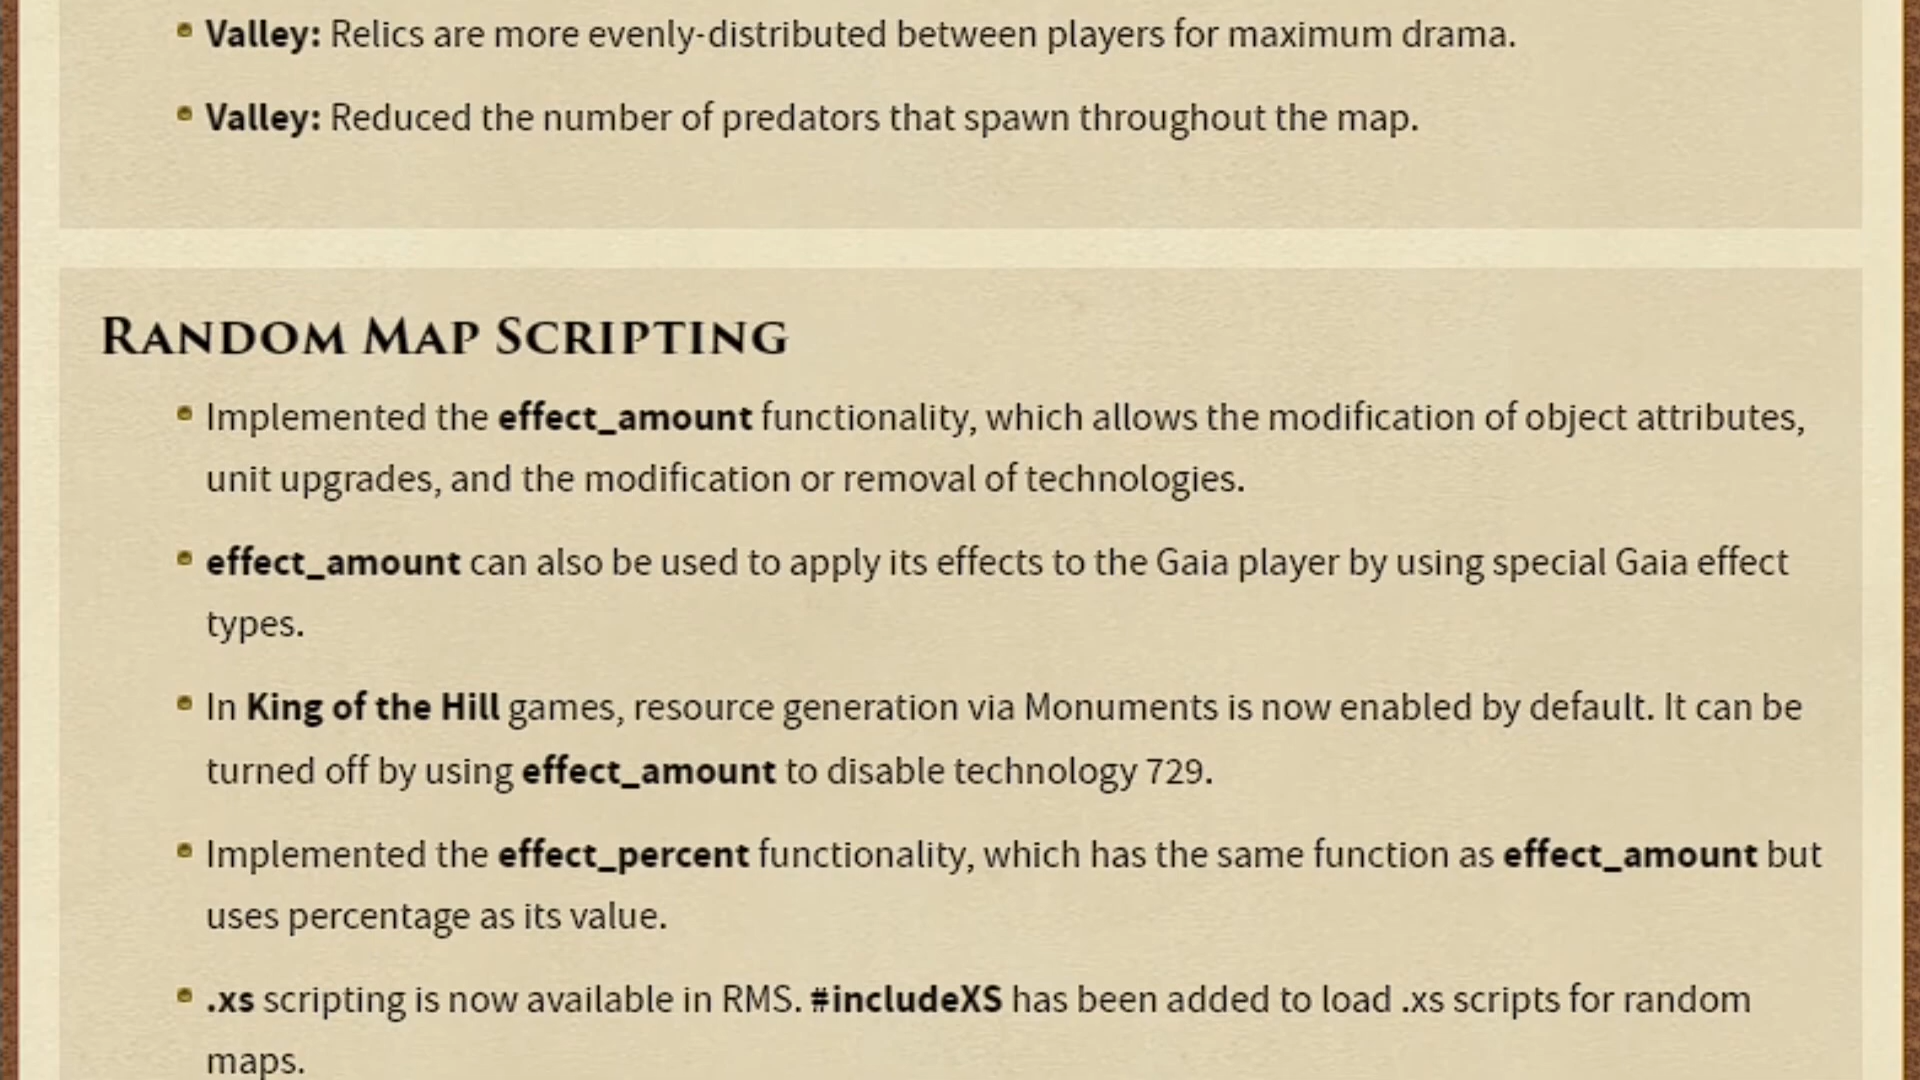 Valley: Relics are more evenly-distributed between players for maximum drama.
Valley: Reduced the number of predators that spawn throughout the map.
Random Map Scripting
Implemented the effect_amount functionality, which allows the modification of object attributes,
unit upgrades, and the modification or removal of technologies.
effect_amount can also be used to apply its effects to the Gaia player by using special Gaia effect
types.
In King of the Hill games, resource generation via Monuments is now enabled by default. It can be
turned off by using effect_amount to disable technology 729.
Implemented the effect_percent functionality, which has the same function as effect_amount but
uses percentage as its value.
.xs scripting is now available in RMS. #includeXS has been added to load .xs scripts for random
maps.